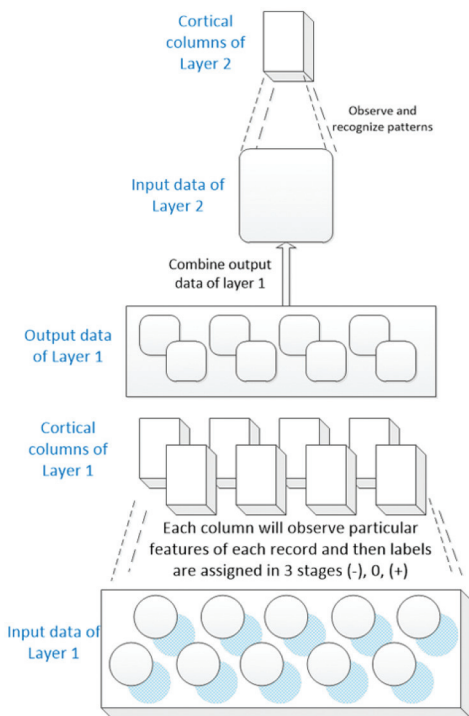 Cortical
columns of
Layer 2
Observe and
recognize patterns
Input data of
Layer 2
Combine output
data of layer 1
Output data
of Layer 1
Cortical
columns of
Layer 1
Each column will observe particular
features of each record and then labels
are assigned in 3 stages (-), 0, (+)
Input data of
Layer 1